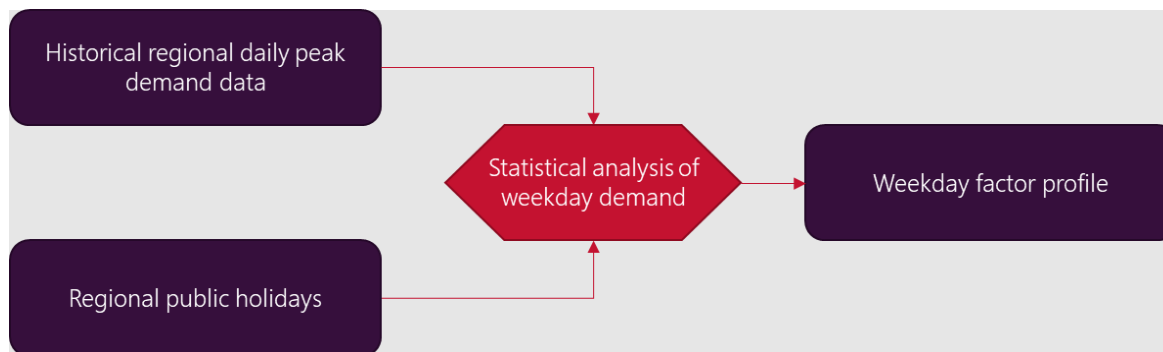 Historical regional daily peak
demand data
Statistical analysis of
weekday demand
Weekday factor profile
Regional public holidays